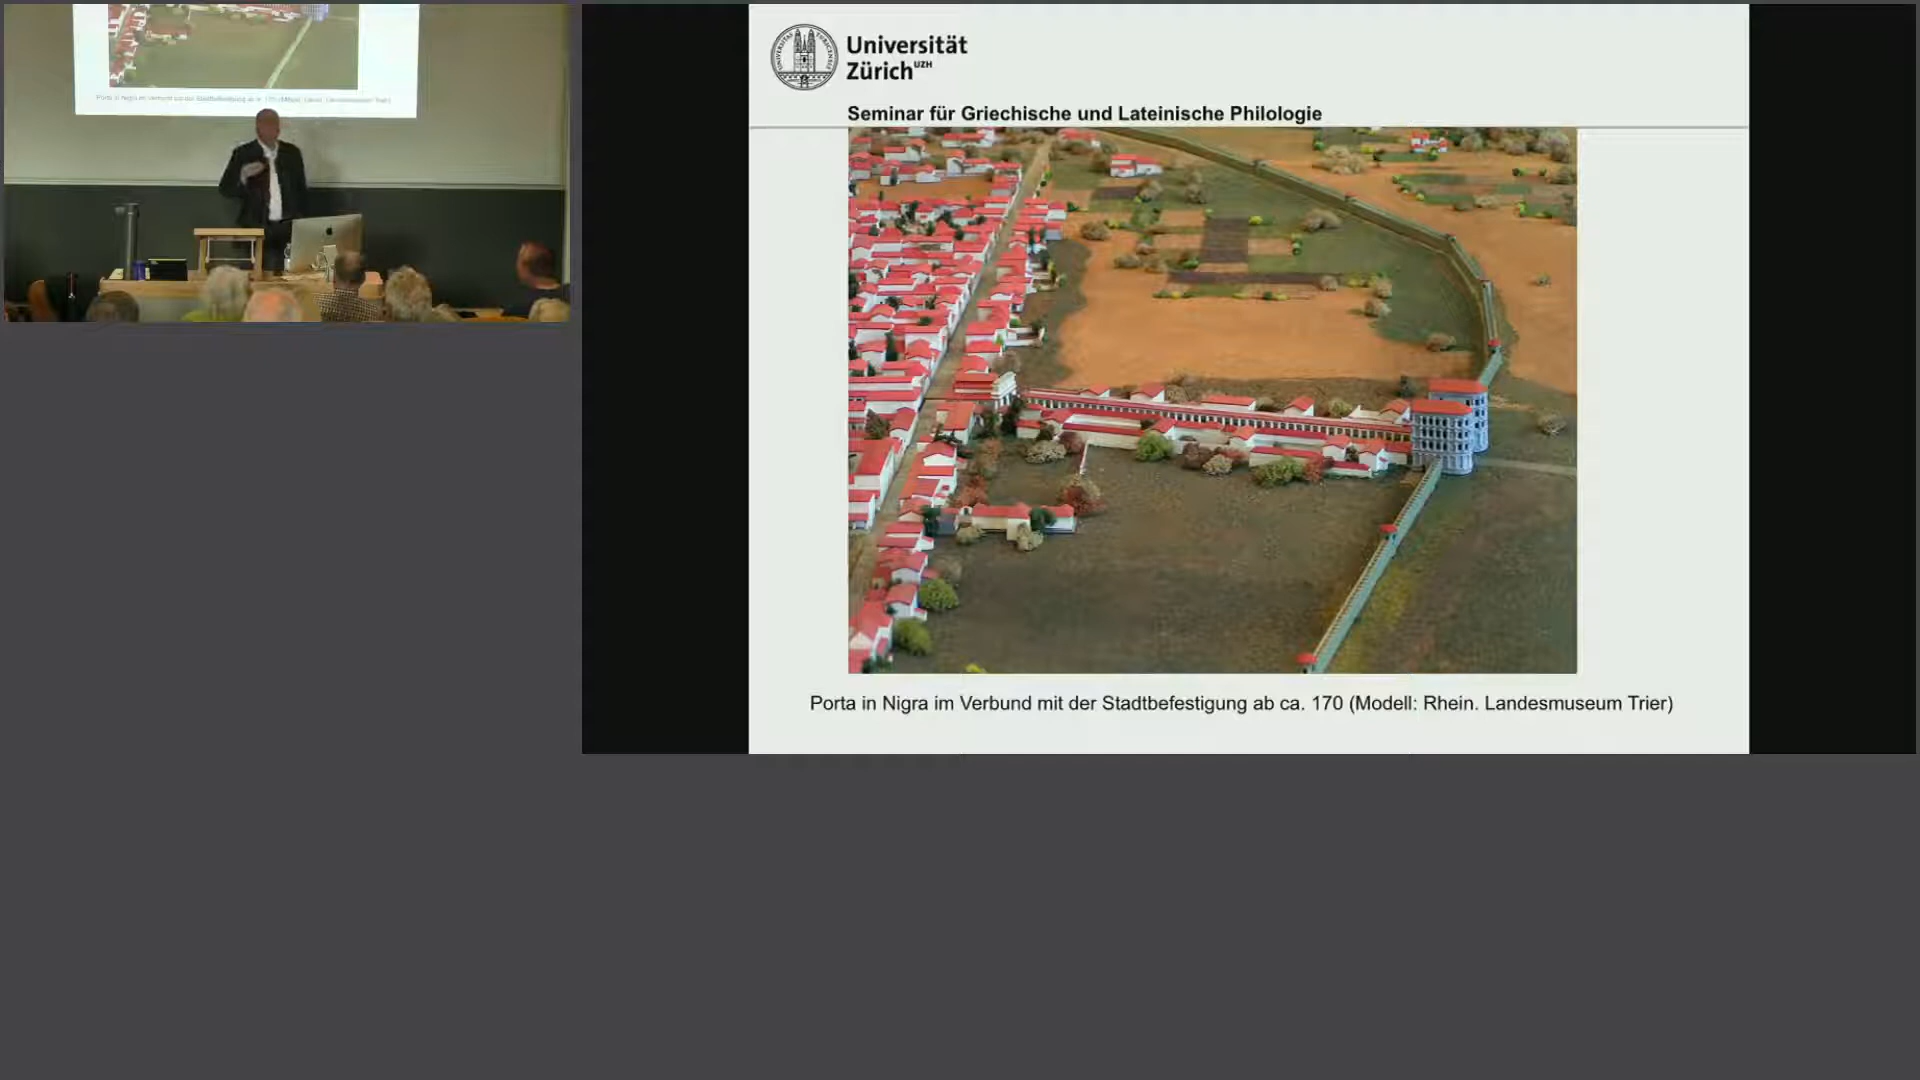 Universität
Zürich UZH
Seminar für Griechische und Lateinische Philologie
Porta in Nigra im Verbund mit der Stadtbefestigung ab ca. 170 (Modell: Rhein. Landesmuseum Trier)